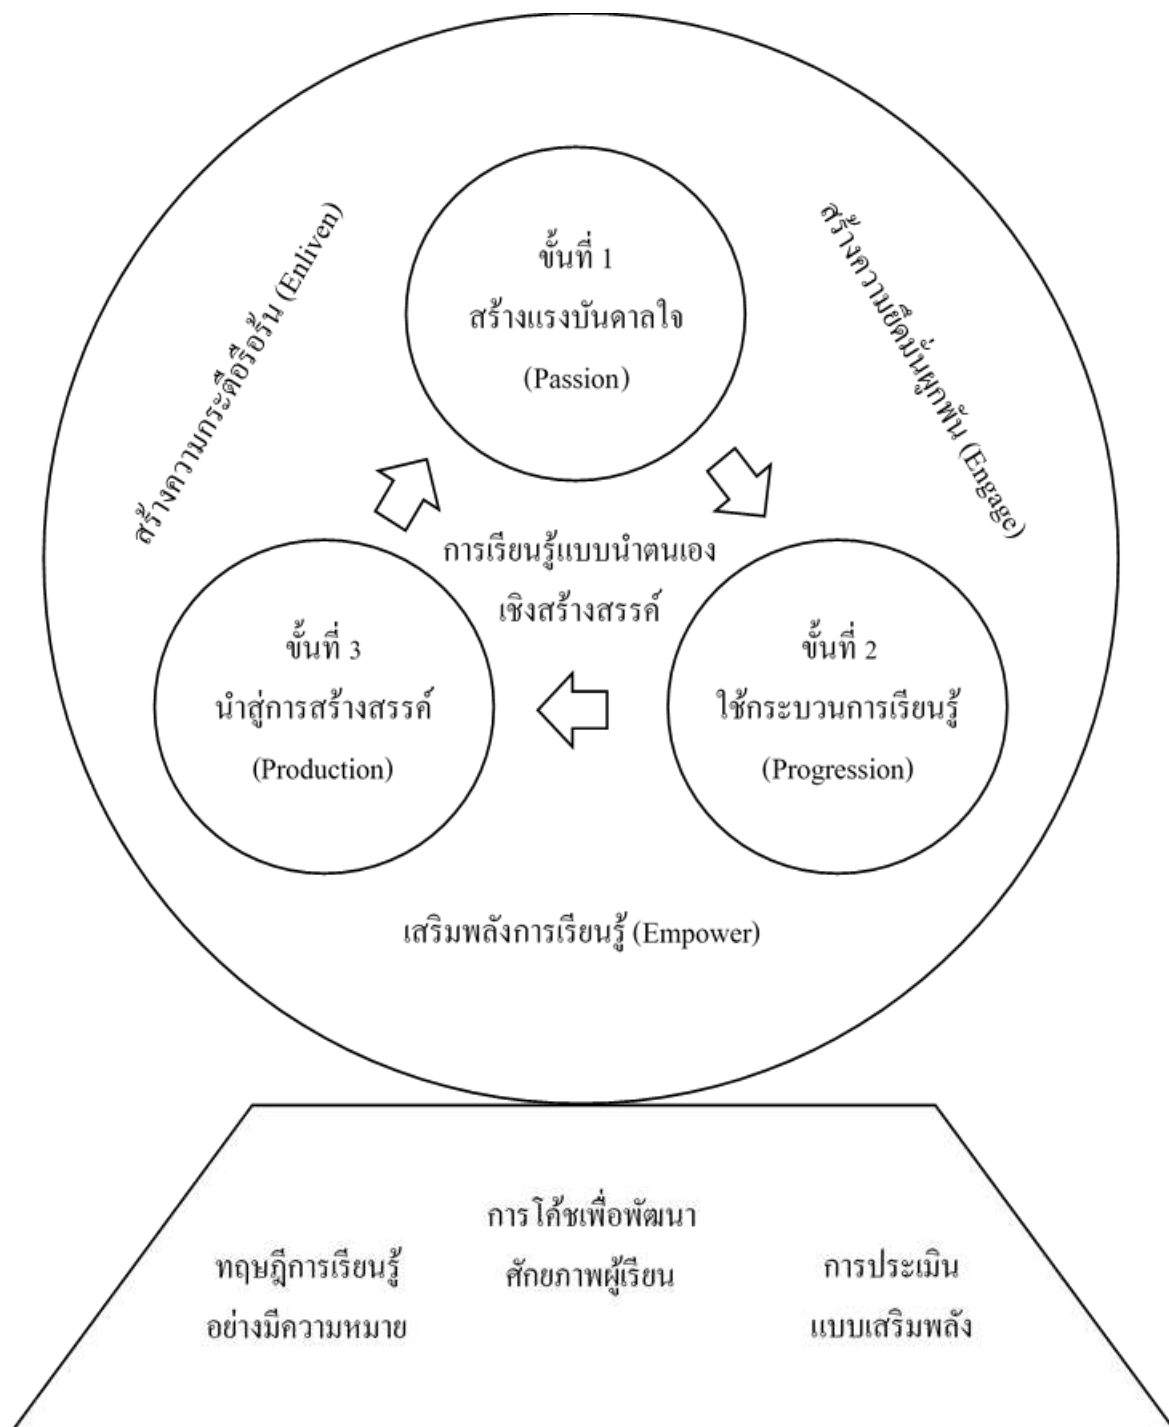 ขั้นที่ 1
สร้างแรงบันดาลใจ
(Passion)
สร้างความกระตือรือร้น (Enliven)
สร้างความยึดมั่นผูกพัน (Engage)
การเรียนรู้แบบนำตนเอง
เชิงสร้างสรรค์
ขั้นที่ 3
นำสู่การสร้างสรรค์
(Production)
ขั้นที่ 2
ใช้กระบวนการเรียนรู้
(Progression)
เสริมพลังการเรียนรู้ (Empower)
ทฤษฎีการเรียนรู้
อย่างมีความหมาย
การโค้ชเพื่อพัฒนา
ศักยภาพผู้เรียน
การประเมิน
แบบเสริมพลัง